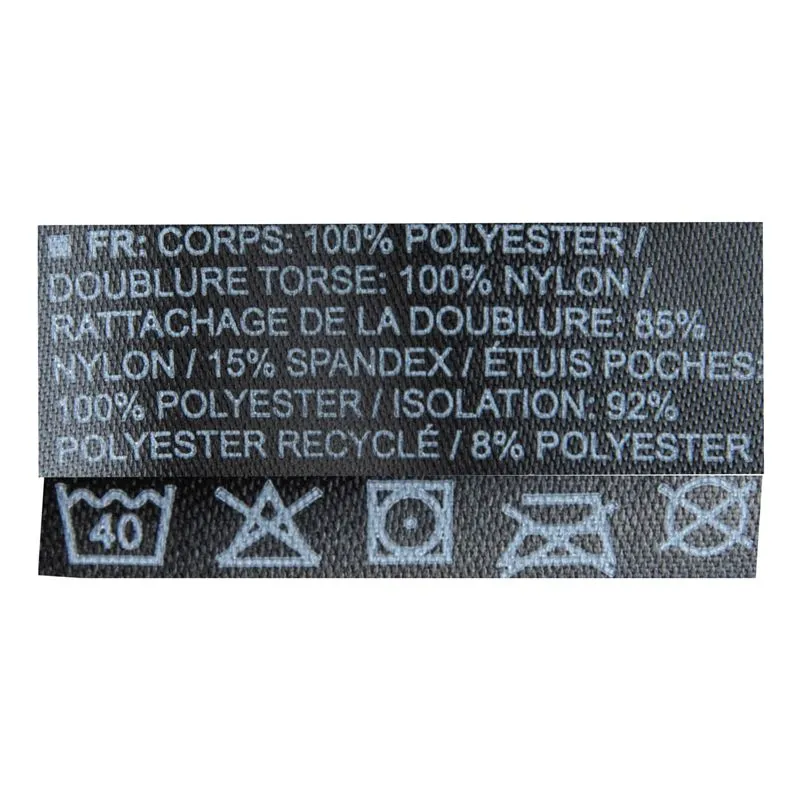 FR: CORPS: 100% POLYESTER /
DOUBLURE TORSE: 100% NYLON /
RATTACHAGE DE LA DOUBLURE: 85%
NYLON / 15% SPANDEX / ÉTUIS POCHES:
100% POLYESTER / ISOLATION: 92%
POLYESTER RECYCLÉ / 8% POLYESTER
40